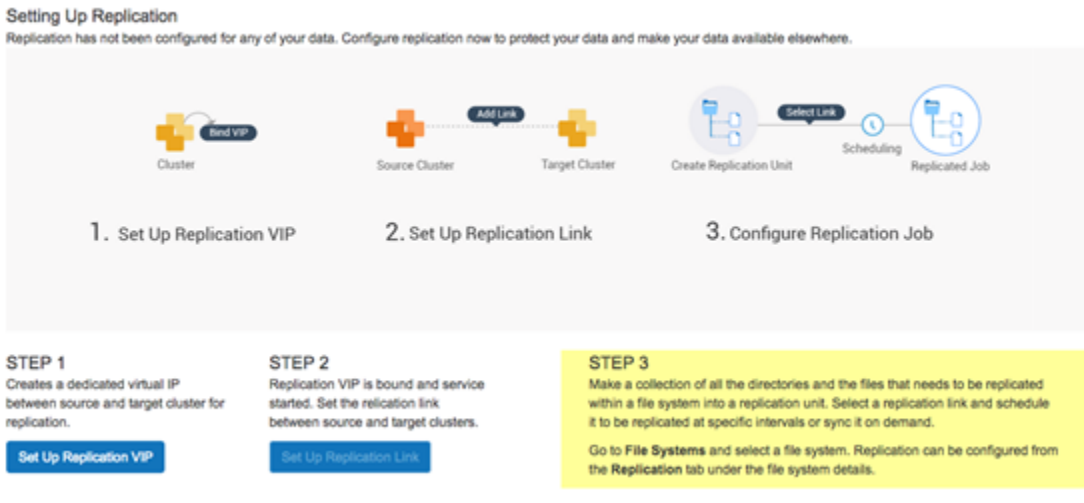 Setting Up Replication
Replication has not been configured for any of your data. Configure replication now to protect your data and make your data available elsewhere.
Bind VIP
Cluster
Add Link
Source Cluster
Target Cluster
Select Link
Create Replication Unit
Scheduling
Replicated Job
1. Set Up Replication VIP
2. Set Up Replication Link
3. Configure Replication Job
STEP 1
Creates a dedicated virtual IP
between source and target cluster for
replication.
Set Up Replication VIP
STEP 2
Replication VIP is bound and service
started. Set the relication link
between source and target clusters.
Set Up Replication Link
STEP 3
Make a collection of all the directories and the files that needs to be replicated
within a file system into a replication unit. Select a replication link and schedule
it to be replicated at specific intervals or sync it on demand.
Go to File Systems and select a file system. Replication can be configured from
the Replication tab under the file system details.